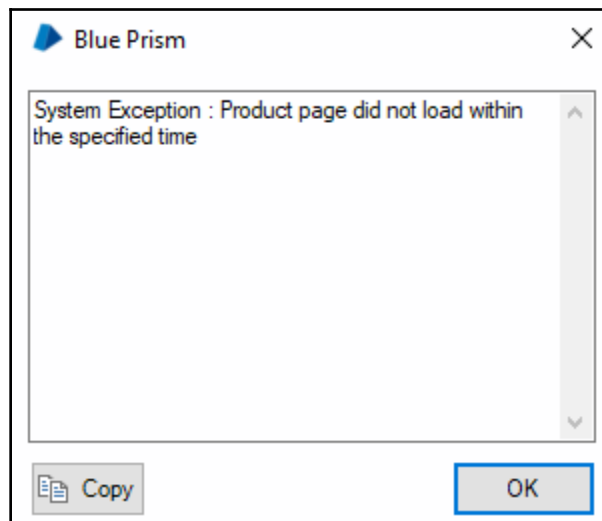 Blue Prism
System Exception : Product page did not load within
the specified time
Copy
OK